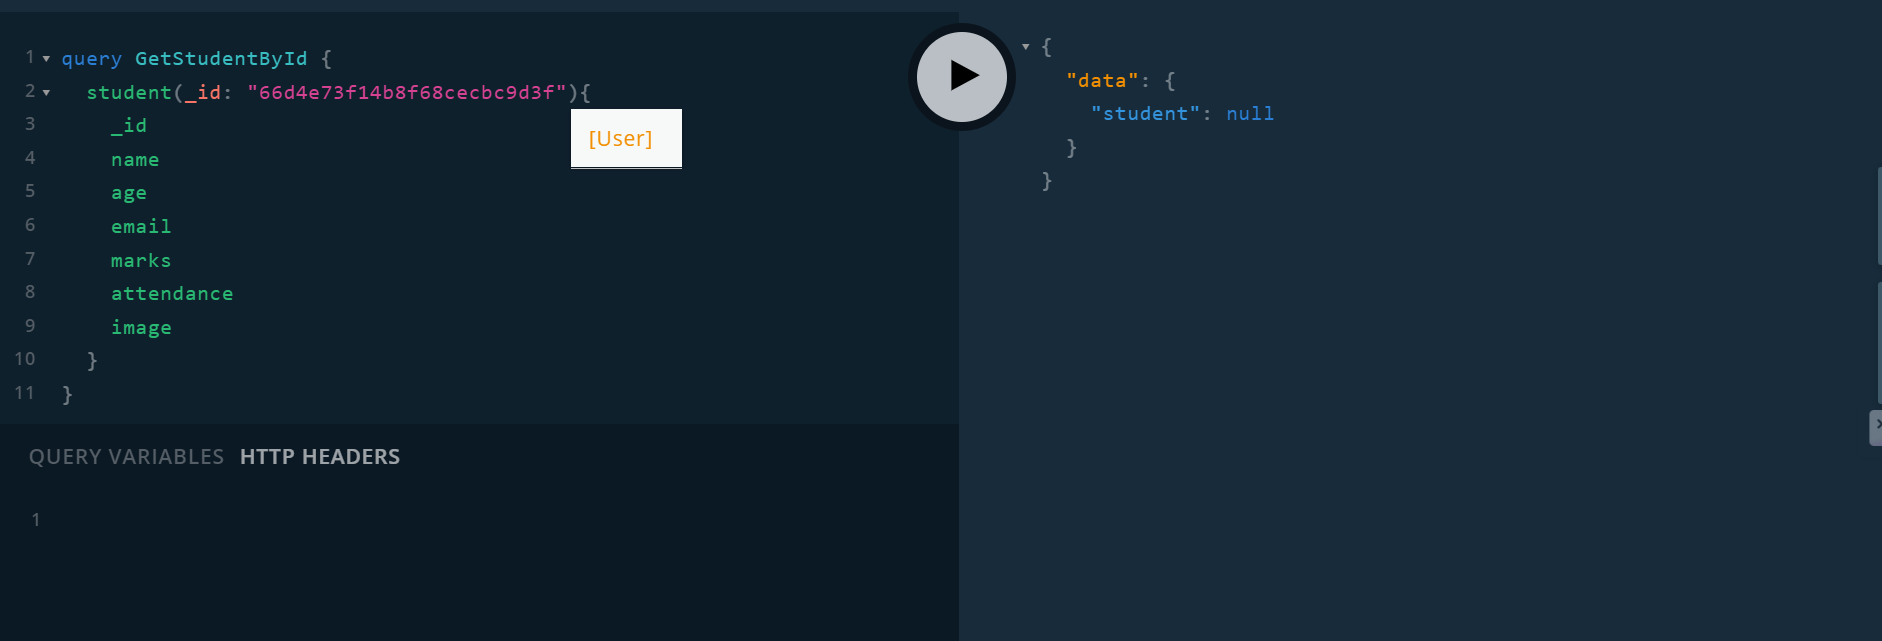 1 query GetStudentById {
2 student(_id: "66d4e73f14b8f68cecbc9d3f"){
[User]
3 _id
4 name
5 age
6 email
7 marks
8 attendance
9 image
10 }
11 }
QUERY VARIABLES HTTP HEADERS
1
{
"data": {
"student": null
}
}